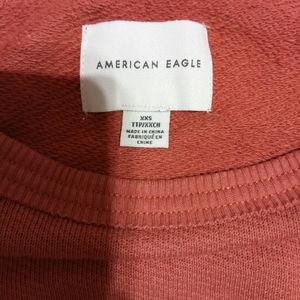 AMERICAN EAGLE
XXS
TTP/XXCH
MADE IN CHINA
FABRIQUÉ EN
CHINE